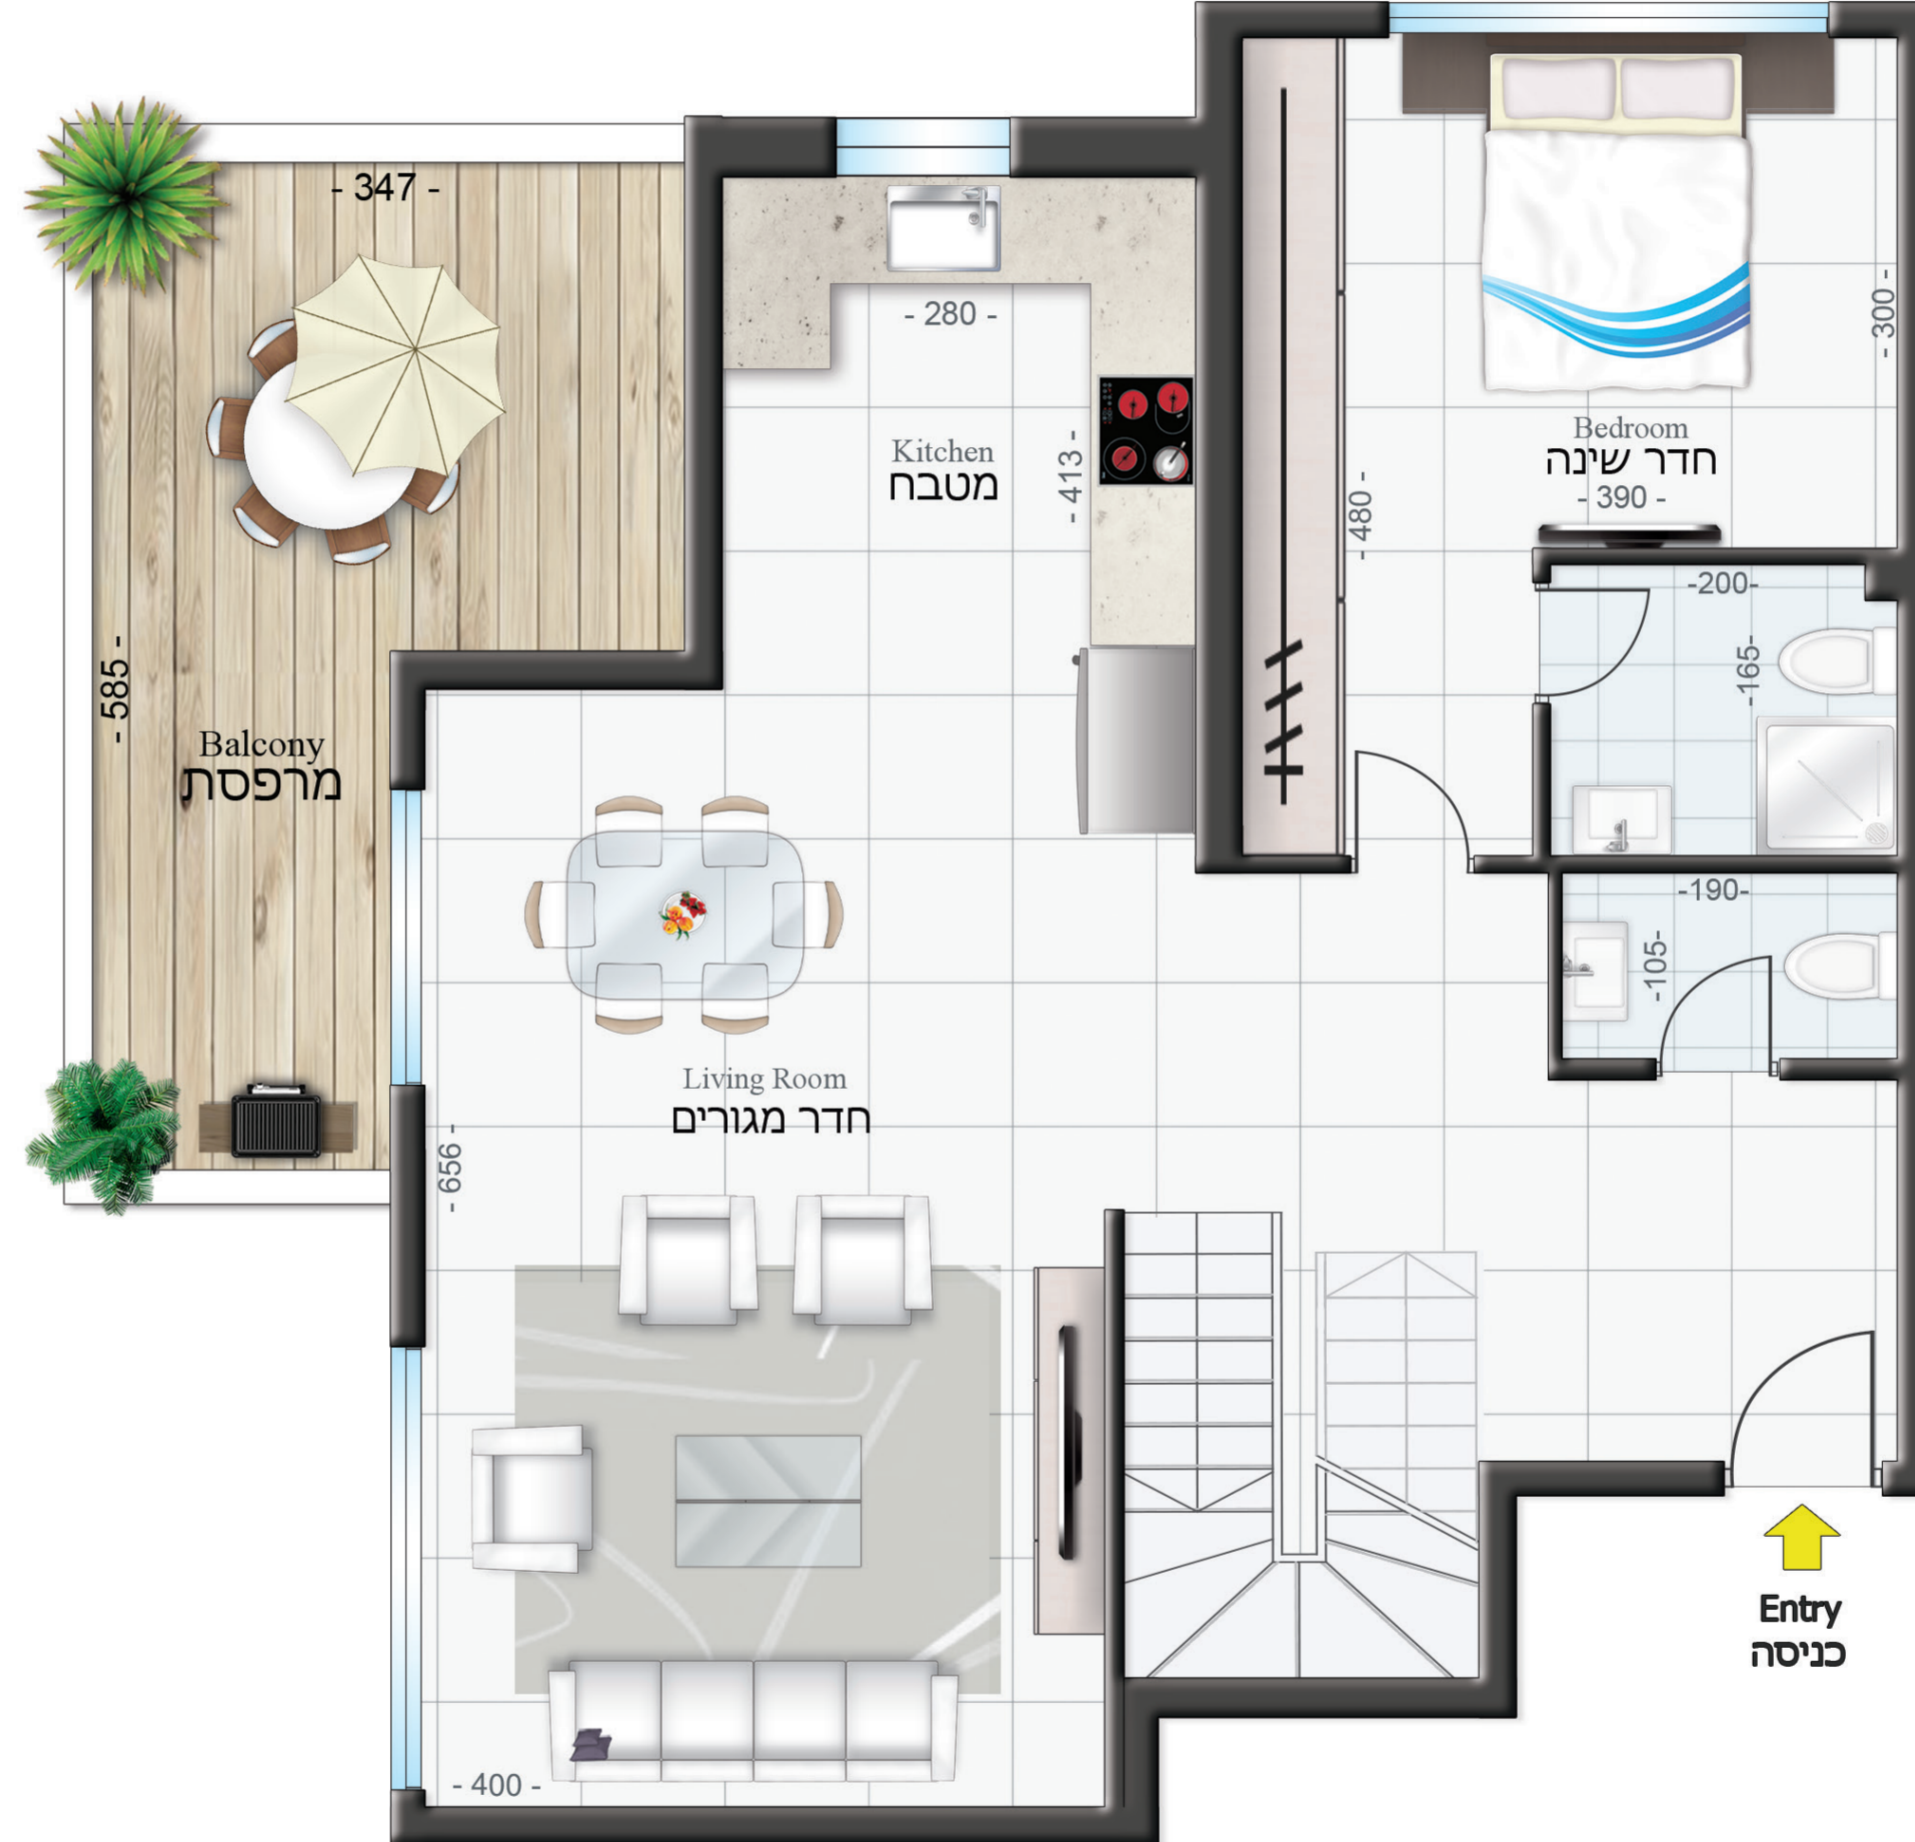 - 347 -
- 585 -
Balcony
מרפסת
- 280 -
Kitchen
מטבח
- 413 -
Bedroom
חדר שינה
- 390 -
- 300 -
- 480 -
-200-
-165-
-190-
-105-
Living Room
חדר מגורים
- 656 -
- 400 -
Entry
כניסה